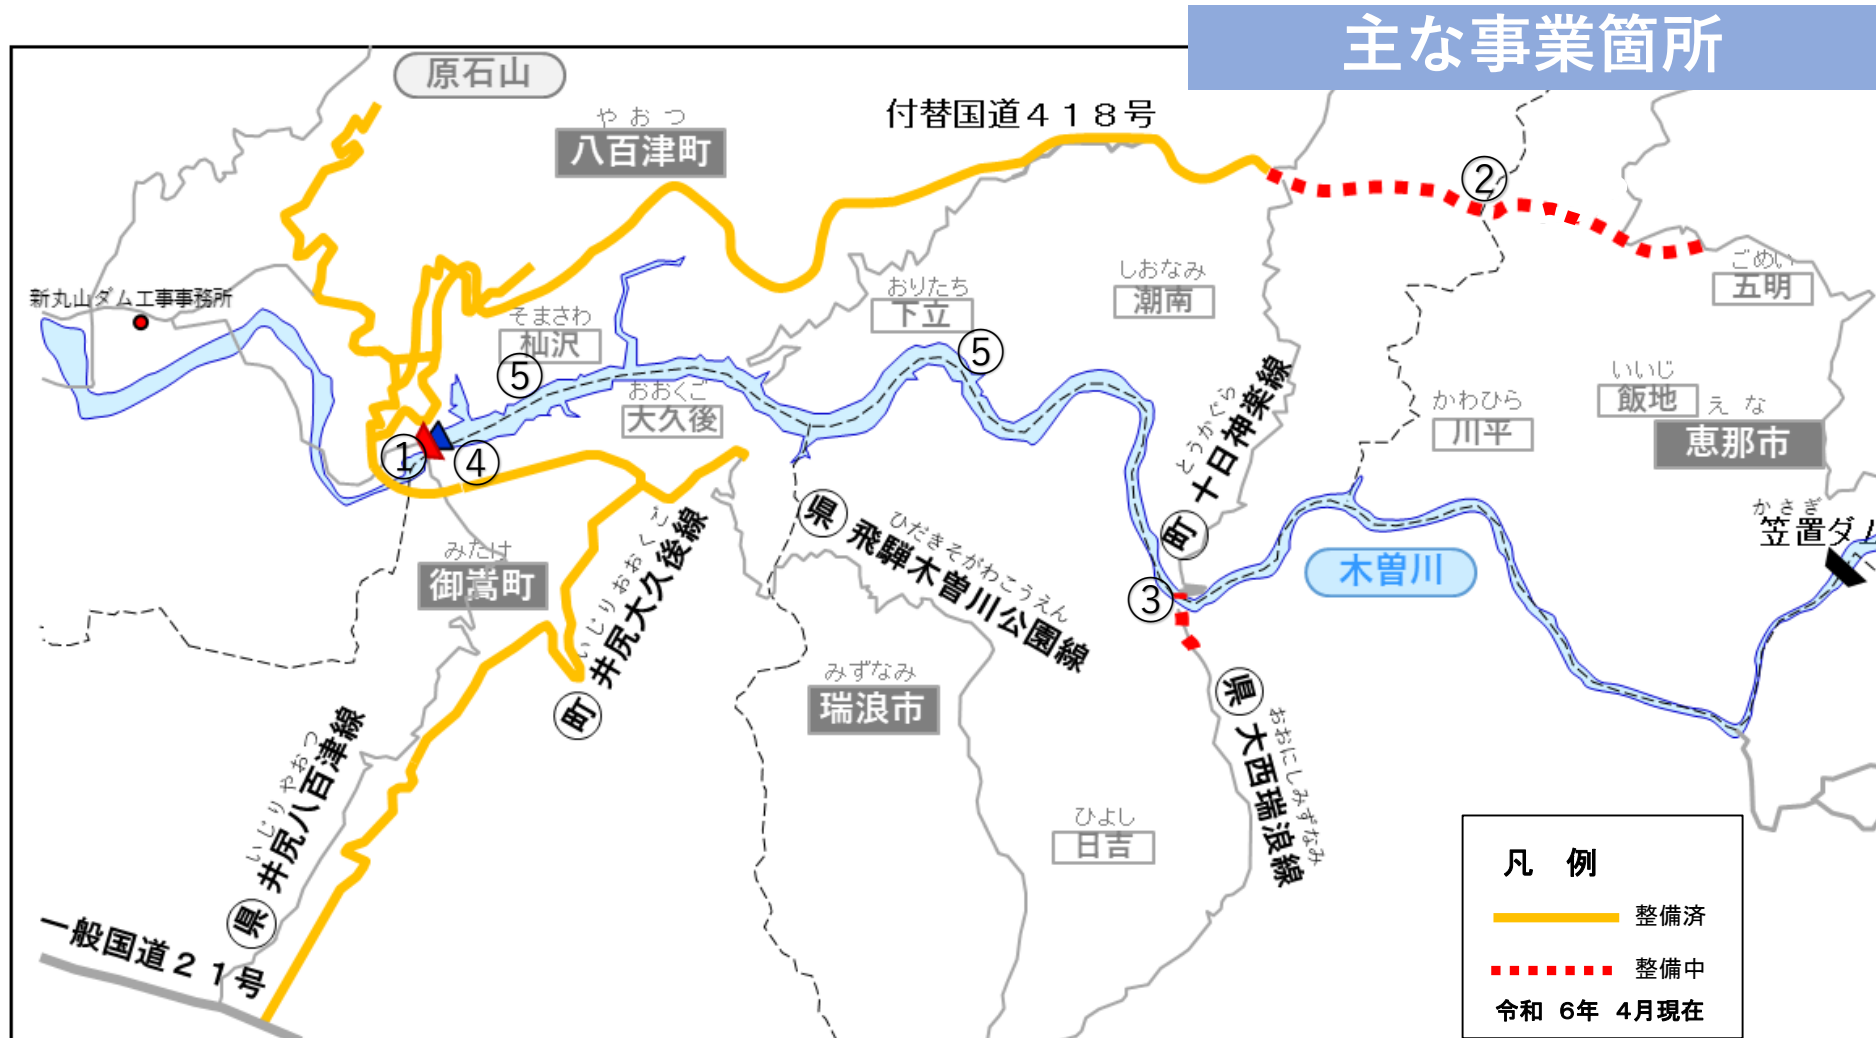 主な事業箇所
原石山
付替国道４１８号
やおつ
八百津町
②
ごめい
五明
しおなみ
潮南
おりたち
下立
新丸山ダム工事事務所
そまさわ
杣沢
⑤
⑤
おおくご
大久後
いいじ
飯地
えな
恵那市
かわひら
川平
とうかぐら
町 十日神楽線
①
④
かさぎ
笠置ダ
ひだきそがわこうえん
県 飛騨木曽川公園線
みたけ
御嵩町
いじりおおくご
町 井尻大久後線
木曽川
③
みずなみ
瑞浪市
おおにしみずなみ
県 大西瑞浪線
いじりやおつ
県 井尻八百津線
ひよし
日吉
一般国道２１号
凡 例
整備済
整備中
令和 6年 4月現在